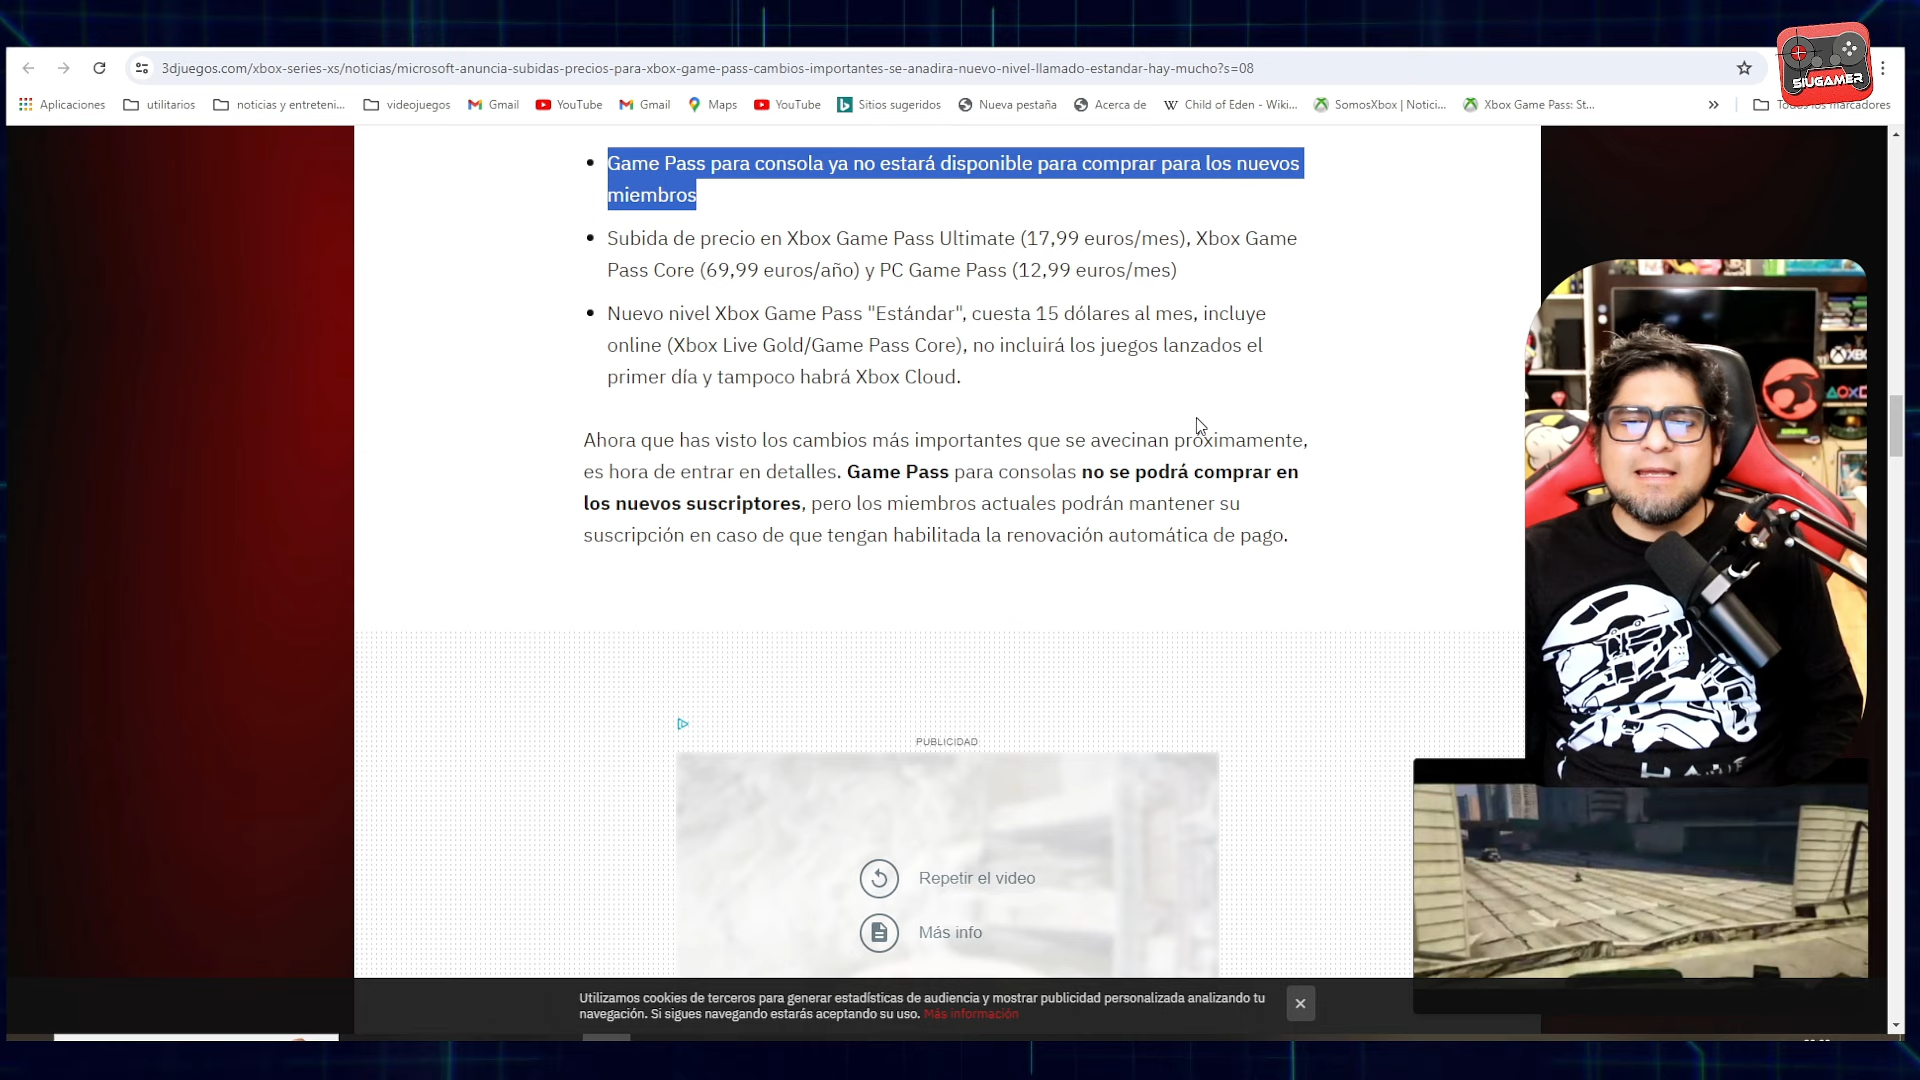 3djuegos.com/xbox-series-xs/noticias/microsoft-anuncia-subidas-precios-para-xbox-game-pass-cambios-importantes-se-anadira-nuevo-nivel-llamado-estandar-hay-mucho?s=08
SIUGAMER
Aplicaciones utilitarios noticias y entreteni... videojuegos Gmail YouTube Gmail Maps YouTube Sitios sugeridos Nueva pestaña Acerca de Child of Eden - Wiki... SomosXbox | Notici... Xbox Game Pass: St... » Todos los marcadores
• Game Pass para consola ya no estará disponible para comprar para los nuevos
miembros
• Subida de precio en Xbox Game Pass Ultimate (17,99 euros/mes), Xbox Game
Pass Core (69,99 euros/año) y PC Game Pass (12,99 euros/mes)
• Nuevo nivel Xbox Game Pass "Estándar", cuesta 15 dólares al mes, incluye
online (Xbox Live Gold/Game Pass Core), no incluirá los juegos lanzados el
primer día y tampoco habrá Xbox Cloud.
Ahora que has visto los cambios más importantes que se avecinan próximamente,
es hora de entrar en detalles. Game Pass para consolas no se podrá comprar en
los nuevos suscriptores, pero los miembros actuales podrán mantener su
suscripción en caso de que tengan habilitada la renovación automática de pago.
PUBLICIDAD
Repetir el video
Más info
Utilizamos cookies de terceros para generar estadísticas de audiencia y mostrar publicidad personalizada analizando tu
navegación. Si sigues navegando estarás aceptando su uso. Más información